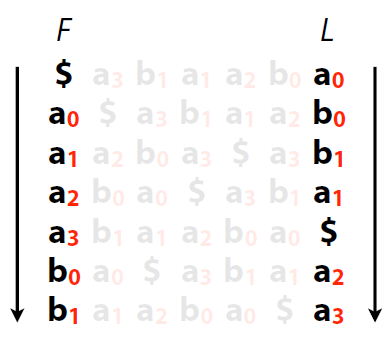 F L
$ a3 b1 a1 a2 b0 a0
a0 $ a3 b1 a1 a2 b0
a1 a2 b0 a3 $ a3 b1
a2 b0 a0 $ a3 b1 a1
a3 b1 a1 a2 b0 a0 $
b0 a0 $ a3 b1 a1 a2
b1 a1 a2 b0 a0 $ a3